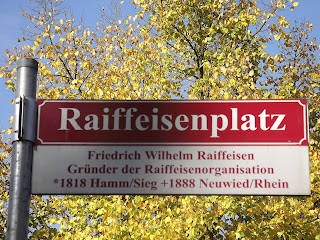 Raiffeisenplatz
Friedrich Wilhelm Raiffeisen
Gründer der Raiffeisenorganisation
*1818 Hamm/Sieg +1888 Neuwied/Rhein